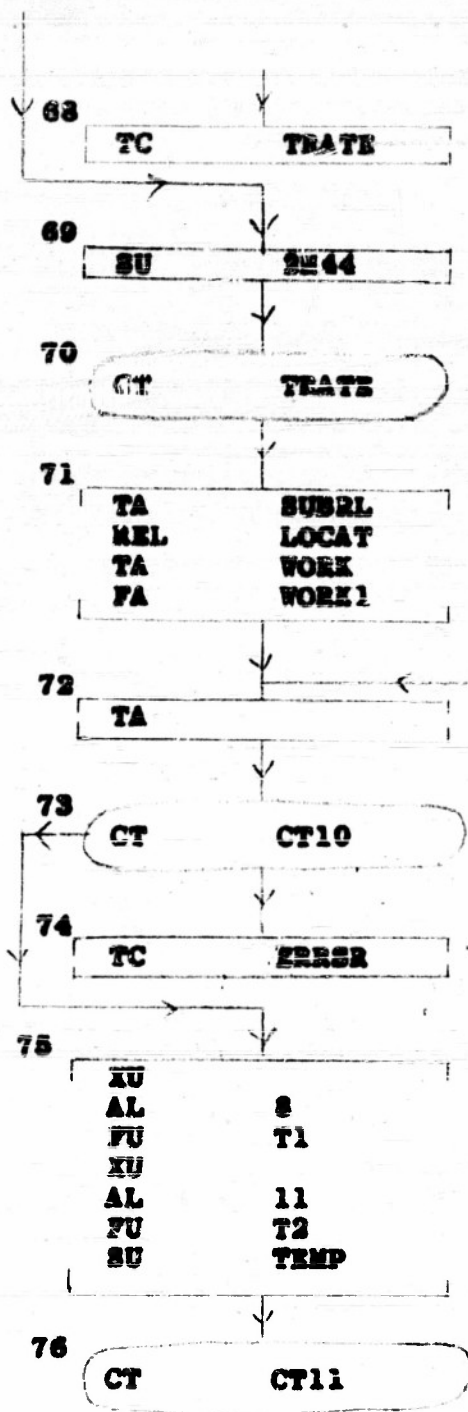 68
TC TRATE
69
SU 44
70
CT TRATE
71
TA SUBRL
REL LOCAT
TA WORK
FA WORK1
72
TA
73
CT CT10
74
TC ERROR
75
XU
AL 8
FU T1
XU
AL 11
FU T2
SU TEMP
76
CT CT11